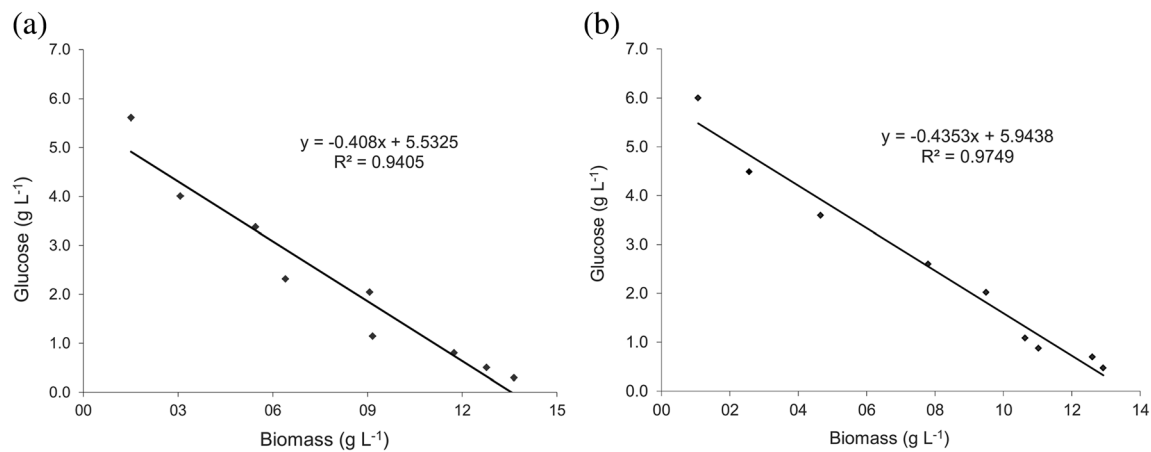 (a)
7.0
6.0
5.0
4.0
3.0
2.0
1.0
0.0
Glucose (g L⁻¹)
y = -0.408x + 5.5325
R² = 0.9405
00 03 06 09 12 15
Biomass (g L⁻¹)
(b)
7.0
6.0
5.0
4.0
3.0
2.0
1.0
0.0
Glucose (g L⁻¹)
y = -0.4353x + 5.9438
R² = 0.9749
00 02 04 06 08 10 12 14
Biomass (g L⁻¹)